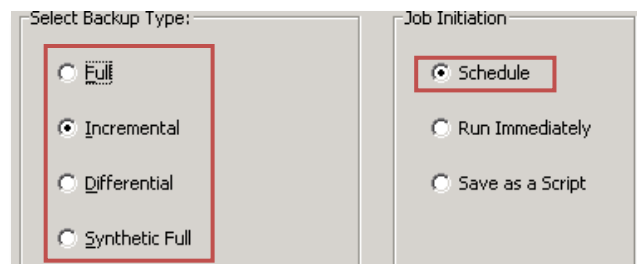 Select Backup Type:
Full
Incremental
Differential
Synthetic Full
Job Initiation
Schedule
Run Immediately
Save as a Script